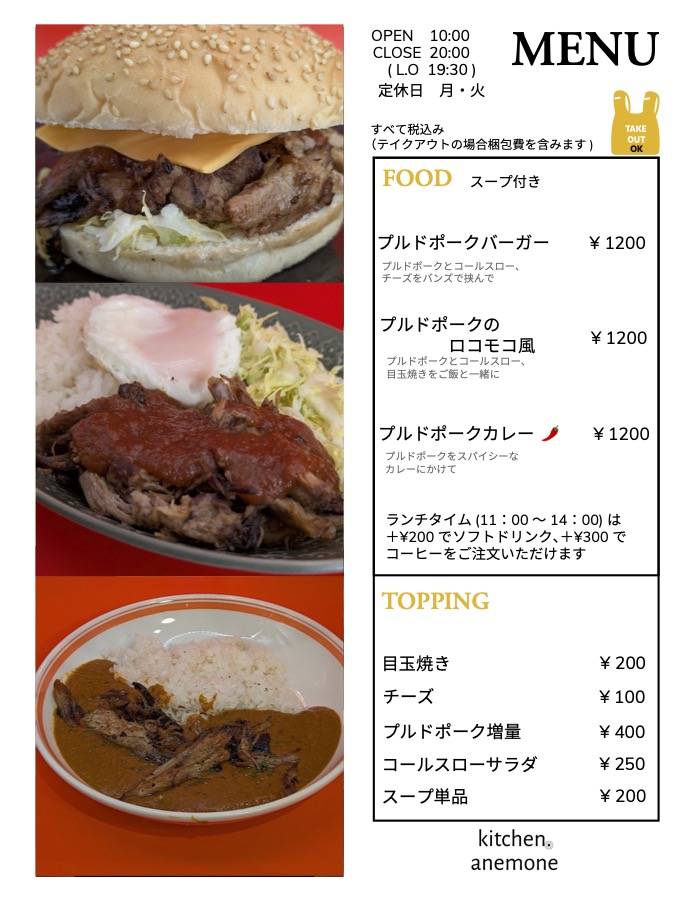 OPEN 10:00
CLOSE 20:00
( L.O 19:30 )
定休日 月・火
MENU
TAKE
OUT
OK
すべて税込み
(テイクアウトの場合梱包費を含みます)
FOOD スープ付き
プルドポークバーガー ¥ 1200
プルドポークとコールスロー、
チーズをバンズで挟んで
プルドポークの
ロコモコ風 ¥ 1200
プルドポークとコールスロー、
目玉焼きをご飯と一緒に
プルドポークカレー 🌶 ¥ 1200
プルドポークをスパイシーな
カレーにかけて
ランチタイム (11:00 〜 14:00) は
+¥200 でソフトドリンク、+¥300 で
コーヒーをご注文いただけます
TOPPING
目玉焼き ¥ 200
チーズ ¥ 100
プルドポーク増量 ¥ 400
コールスローサラダ ¥ 250
スープ単品 ¥ 200
kitchen.
anemone